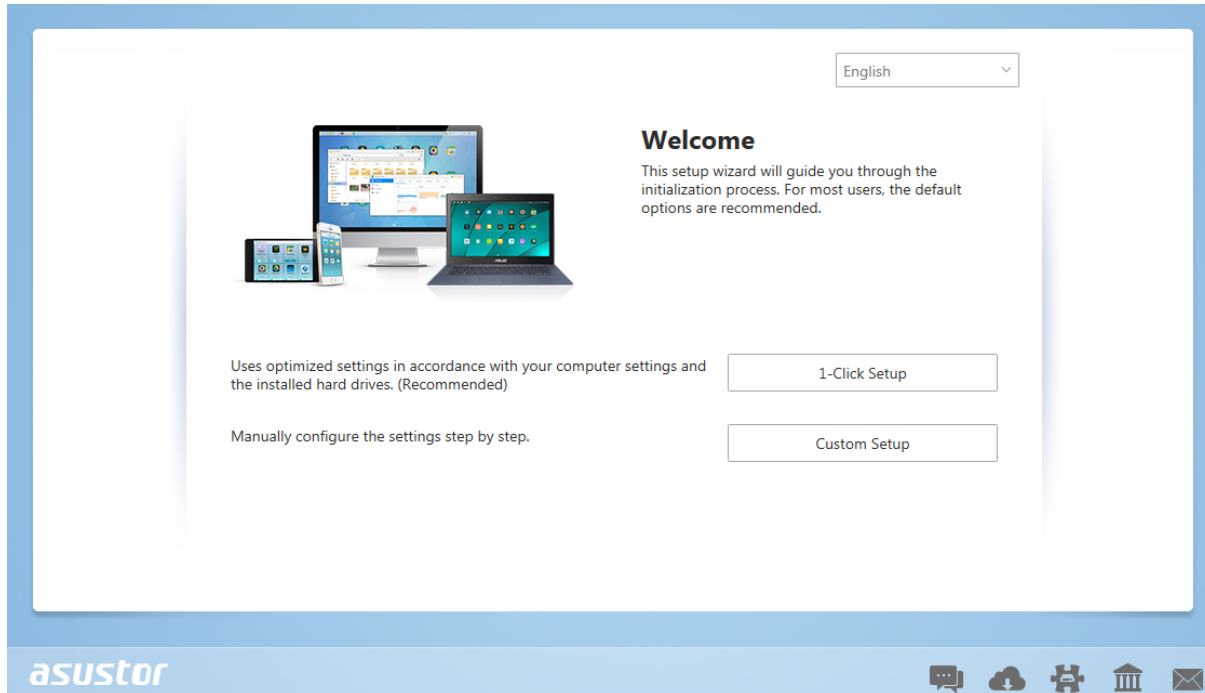 English
Welcome
This setup wizard will guide you through the
initialization process. For most users, the default
options are recommended.
Uses optimized settings in accordance with your computer settings and
the installed hard drives. (Recommended)
1-Click Setup
Manually configure the settings step by step.
Custom Setup
asustor